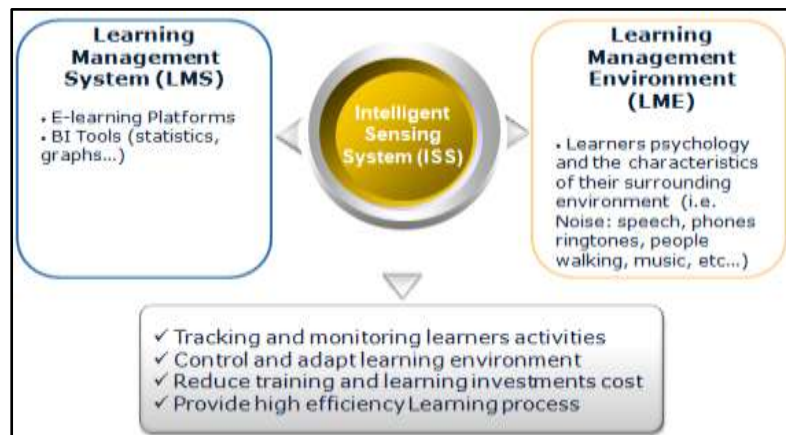 Learning
Management
System (LMS)
• E-learning Platforms
• BI Tools (statistics,
graphs...)
Intelligent
Sensing
System (ISS)
Learning
Management
Environment
(LME)
• Learners psychology
and the characteristics
of their surrounding
environment (i.e.
Noise: speech, phones
ringtones, people
walking, music, etc...)
✓ Tracking and monitoring learners activities
✓ Control and adapt learning environment
✓ Reduce training and learning investments cost
✓ Provide high efficiency Learning process